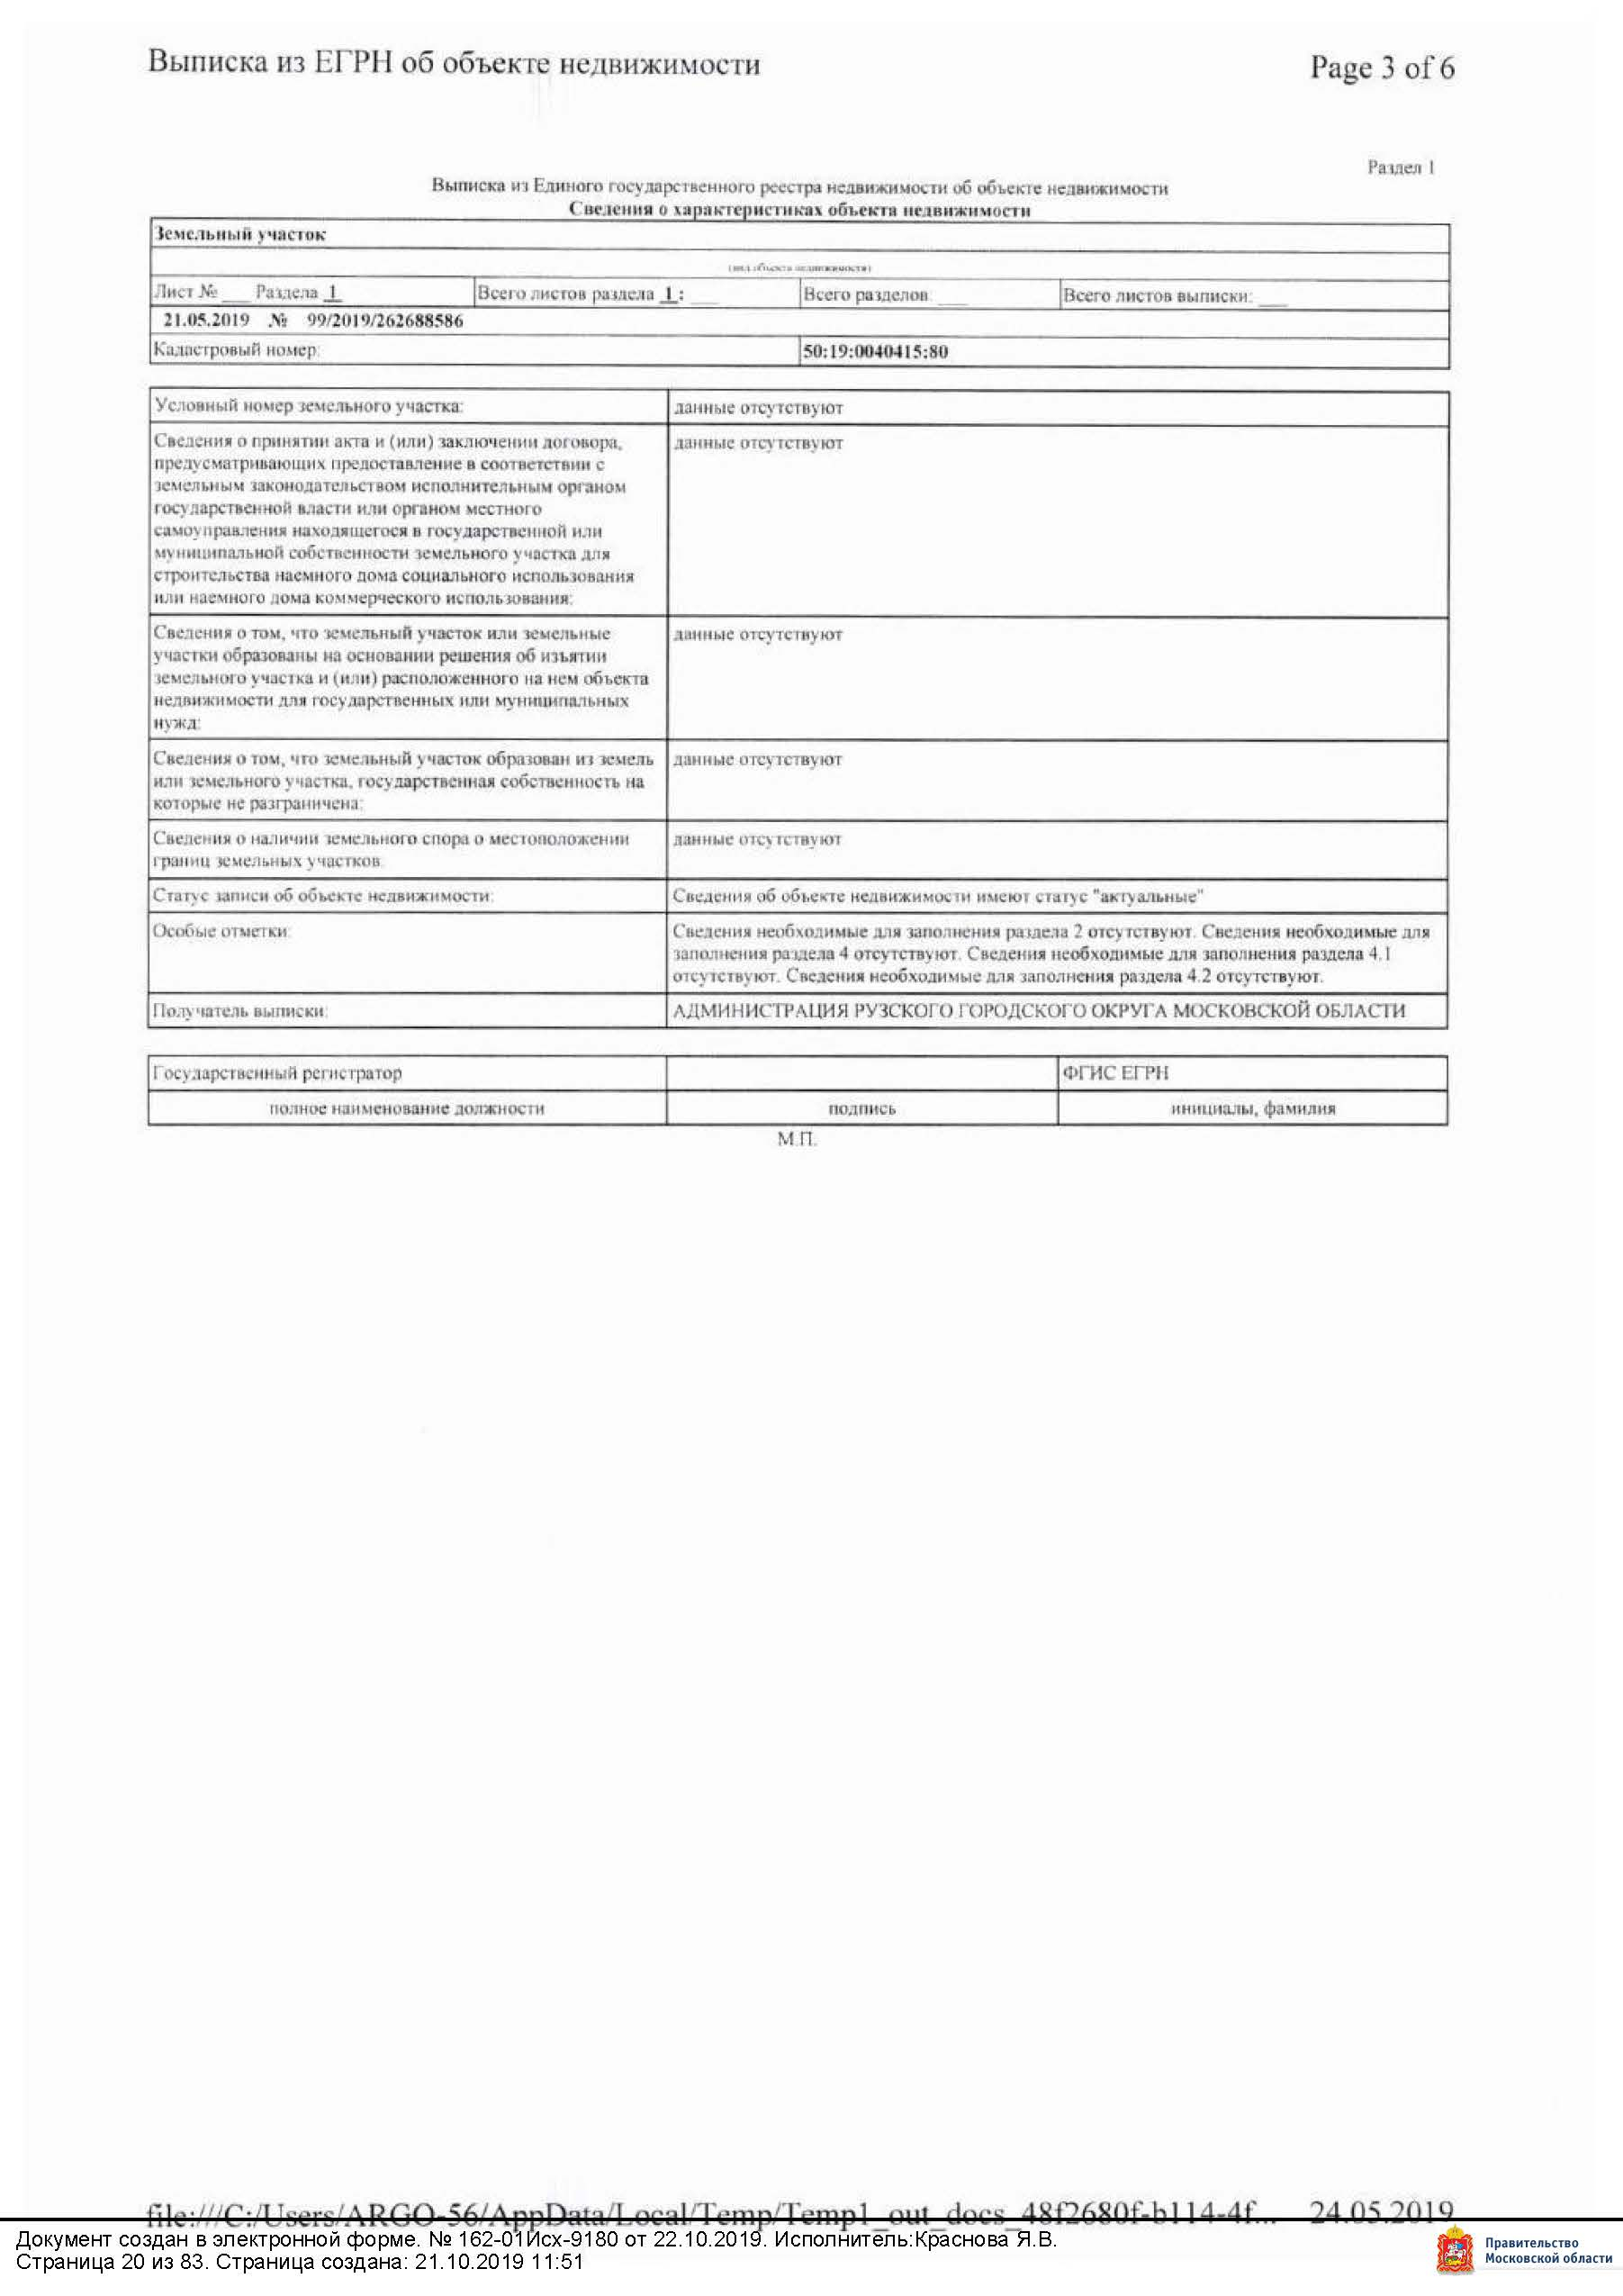 Выписка из ЕГРН об объекте недвижимости Page 3 of 6
Раздел 1
Выписка из Единого государственного реестра недвижимости об объекте недвижимости
Сведения о характеристиках объекта недвижимости
Земельный участок
(вид объекта недвижимости)
Лист № ___ Раздела 1 Всего листов раздела 1 : ___ Всего разделов: ___ Всего листов выписки: ___
21.05.2019 № 99/2019/262688586
Кадастровый номер: 50:19:0040415:80
Условный номер земельного участка: данные отсутствуют
Сведения о принятии акта и (или) заключении договора, данные отсутствуют
предусматривающих предоставление в соответствии с
земельным законодательством исполнительным органом
государственной власти или органом местного
самоуправления находящегося в государственной или
муниципальной собственности земельного участка для
строительства наемного дома социального использования
или наемного дома коммерческого использования:
Сведения о том, что земельный участок или земельные данные отсутствуют
участки образованы на основании решения об изъятии
земельного участка и (или) расположенного на нем объекта
недвижимости для государственных или муниципальных
нужд:
Сведения о том, что земельный участок образован из земель данные отсутствуют
или земельного участка, государственная собственность на
которые не разграничена:
Сведения о наличии земельного спора о местоположении данные отсутствуют
границ земельных участков:
Статус записи об объекте недвижимости: Сведения об объекте недвижимости имеют статус "актуальные"
Особые отметки: Сведения необходимые для заполнения раздела 2 отсутствуют. Сведения необходимые для
заполнения раздела 4 отсутствуют. Сведения необходимые для заполнения раздела 4.1
отсутствуют. Сведения необходимые для заполнения раздела 4.2 отсутствуют.
Получатель выписки: АДМИНИСТРАЦИЯ РУЗСКОГО ГОРОДСКОГО ОКРУГА МОСКОВСКОЙ ОБЛАСТИ
Государственный регистратор ФГИС ЕГРН
полное наименование должности подпись инициалы, фамилия
М.П.
file:///C:/Users/ARGO-56/AppData/Local/Temp/Temp1_out_docs_48f2680f-b114-4f... 24.05.2019
Документ создан в электронной форме. № 162-01Исх-9180 от 22.10.2019. Исполнитель:Краснова Я.В.
Страница 20 из 83. Страница создана: 21.10.2019 11:51
Правительство
Московской области